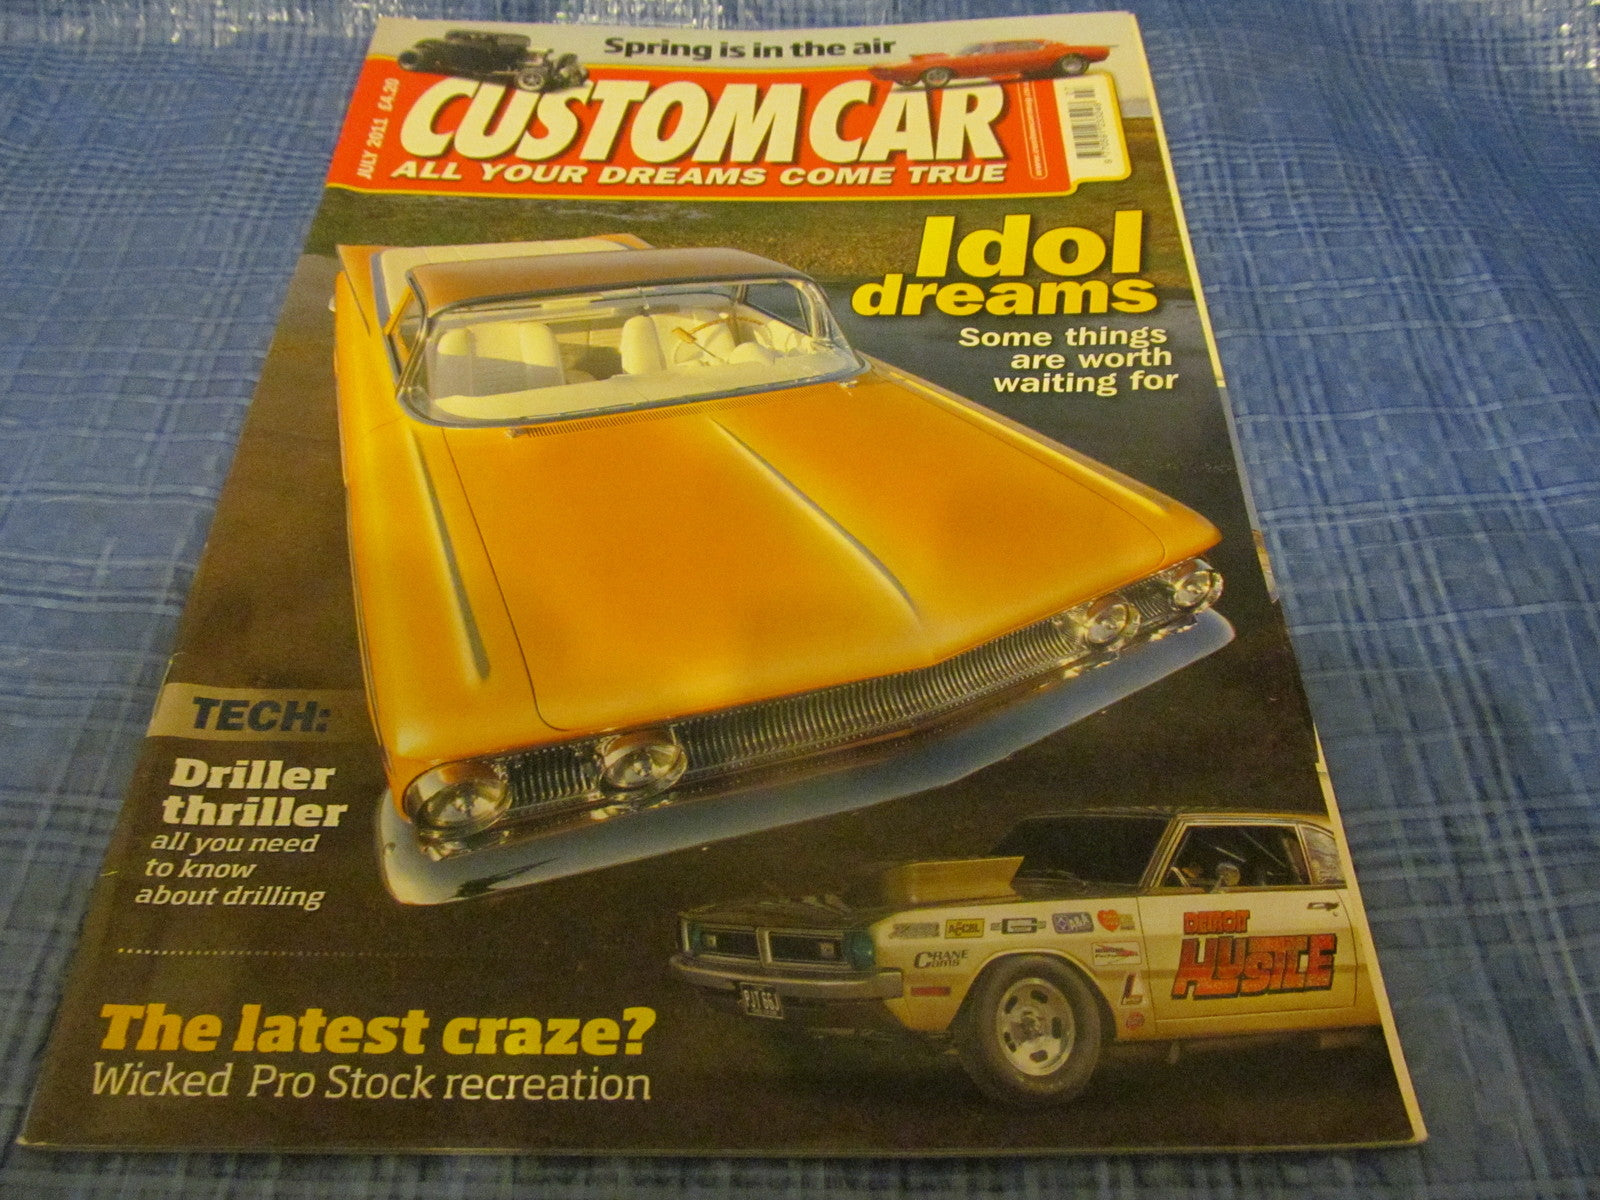 Spring is in the air
JULY 2011 £4.20
CUSTOM CAR
ALL YOUR DREAMS COME TRUE
Idol
dreams
Some things
are worth
waiting for
TECH:
Driller
thriller
all you need
to know
about drilling
The latest craze?
Wicked Pro Stock recreation
ACCEL
CRANE
Cams
DETROIT
HUSTLE